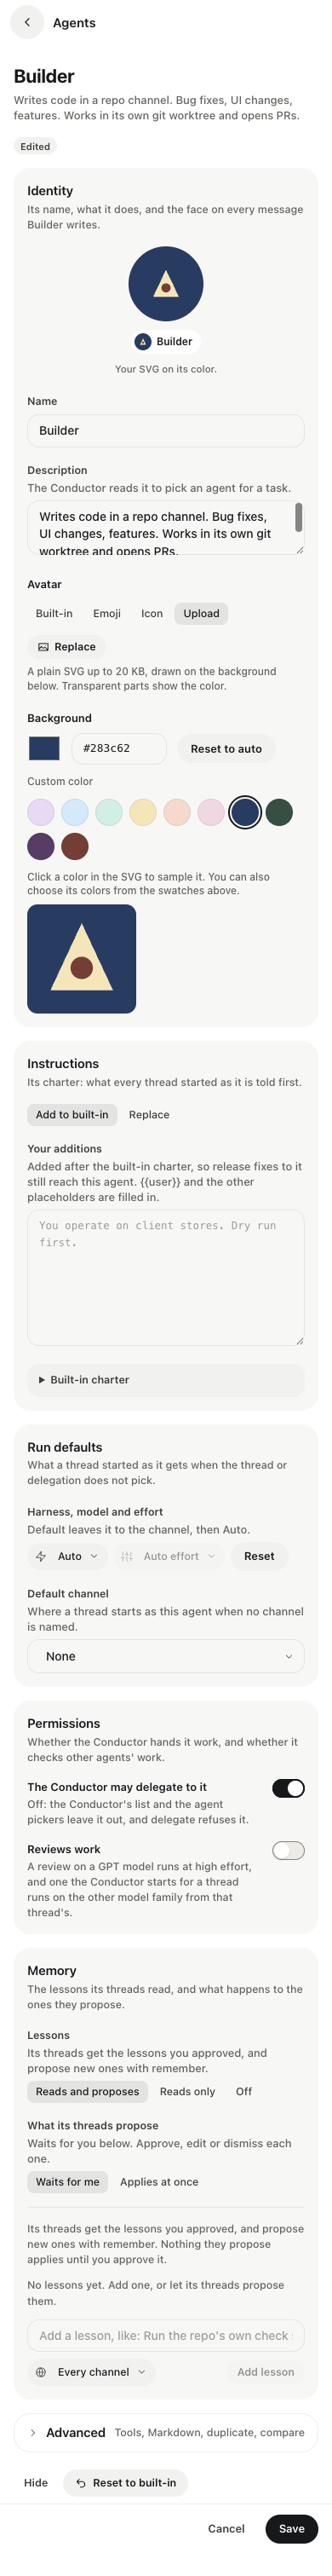 Agents
Builder
Writes code in a repo channel. Bug fixes, UI changes,
features. Works in its own git worktree and opens PRs.
Edited
Identity
Its name, what it does, and the face on every message
Builder writes.
Builder
Your SVG on its color.
Name
Builder
Description
The Conductor reads it to pick an agent for a task.
Writes code in a repo channel. Bug fixes,
UI changes, features. Works in its own git
worktree and opens PRs.
Avatar
Built-in Emoji Icon Upload
Replace
A plain SVG up to 20 KB, drawn on the background
below. Transparent parts show the color.
Background
#283c62 Reset to auto
Custom color
Click a color in the SVG to sample it. You can also
choose its colors from the swatches above.
Instructions
Its charter: what every thread started as it is told first.
Add to built-in Replace
Your additions
Added after the built-in charter, so release fixes to it
still reach this agent. {{user}} and the other
placeholders are filled in.
You operate on client stores. Dry run
first.
Built-in charter
Run defaults
What a thread started as it gets when the thread or
delegation does not pick.
Harness, model and effort
Default leaves it to the channel, then Auto.
Auto Auto effort Reset
Default channel
Where a thread starts as this agent when no channel
is named.
None
Permissions
Whether the Conductor hands it work, and whether it
checks other agents' work.
The Conductor may delegate to it
Off: the Conductor's list and the agent
pickers leave it out, and delegate refuses it.
Reviews work
A review on a GPT model runs at high effort,
and one the Conductor starts for a thread
runs on the other model family from that
thread's.
Memory
The lessons its threads read, and what happens to the
ones they propose.
Lessons
Its threads get the lessons you approved, and
propose new ones with remember.
Reads and proposes Reads only Off
What its threads propose
Waits for you below. Approve, edit or dismiss each
one.
Waits for me Applies at once
Its threads get the lessons you approved, and propose
new ones with remember. Nothing they propose
applies until you approve it.
No lessons yet. Add one, or let its threads propose
them.
Add a lesson, like: Run the repo's own check
Every channel Add lesson
Advanced Tools, Markdown, duplicate, compare
Hide Reset to built-in
Cancel Save